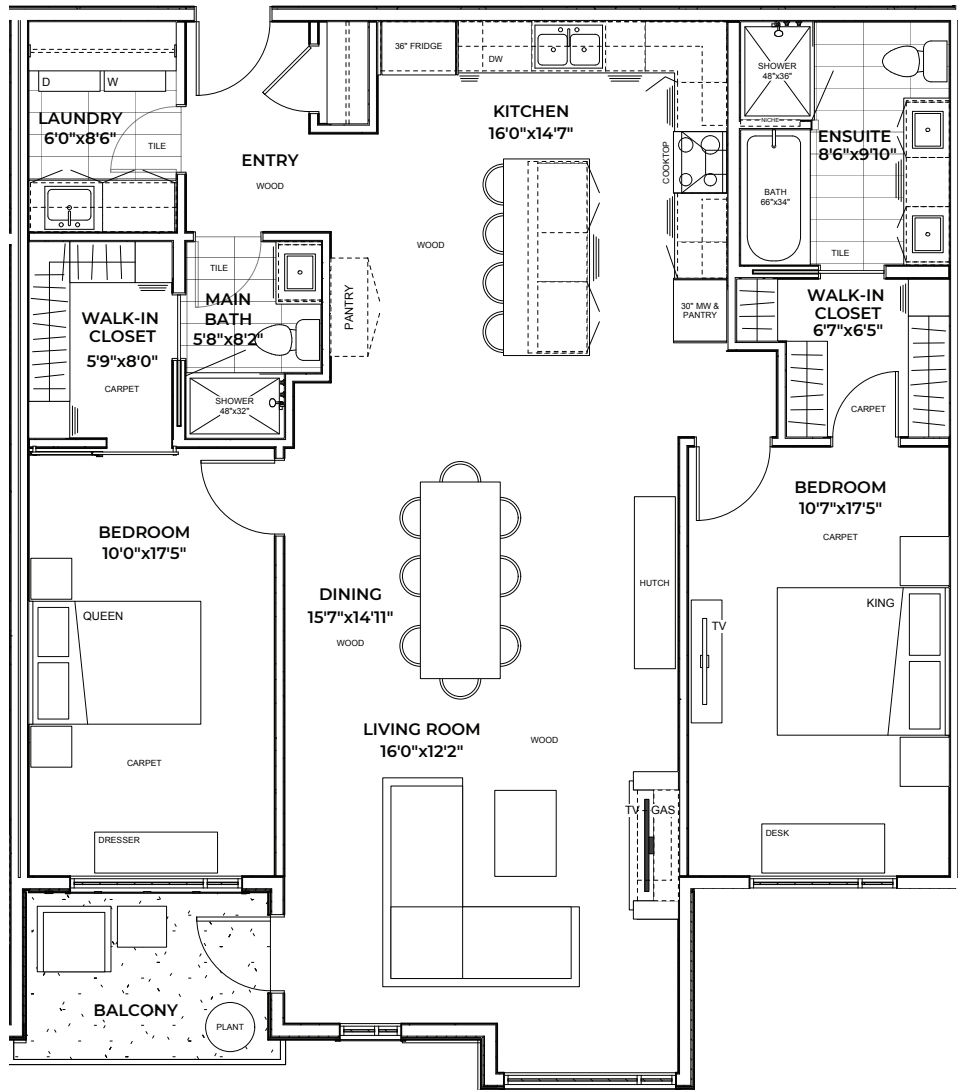 36" FRIDGE
DW
SHOWER
48"x36"
D
W
LAUNDRY
6'0"x8'6"
TILE
KITCHEN
16'0"x14'7"
NICHE
ENSUITE
8'6"x9'10"
COOKTOP
ENTRY
WOOD
BATH
66"x34"
WOOD
TILE
TILE
MAIN
BATH
5'8"x8'2"
PANTRY
30" MW &
PANTRY
WALK-IN
CLOSET
6'7"x6'5"
WALK-IN
CLOSET
5'9"x8'0"
CARPET
SHOWER
48"x32"
CARPET
BEDROOM
10'7"x17'5"
CARPET
BEDROOM
10'0"x17'5"
HUTCH
DINING
15'7"x14'11"
WOOD
QUEEN
KING
TV
LIVING ROOM
16'0"x12'2"
WOOD
CARPET
TV - GAS
DRESSER
DESK
BALCONY
PLANT